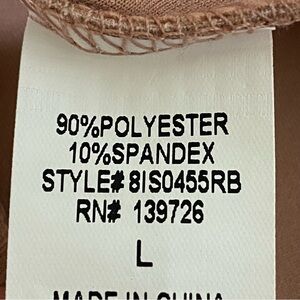 90%POLYESTER
10%SPANDEX
STYLE# 8IS0455RB
RN# 139726
L
MADE IN CHINA